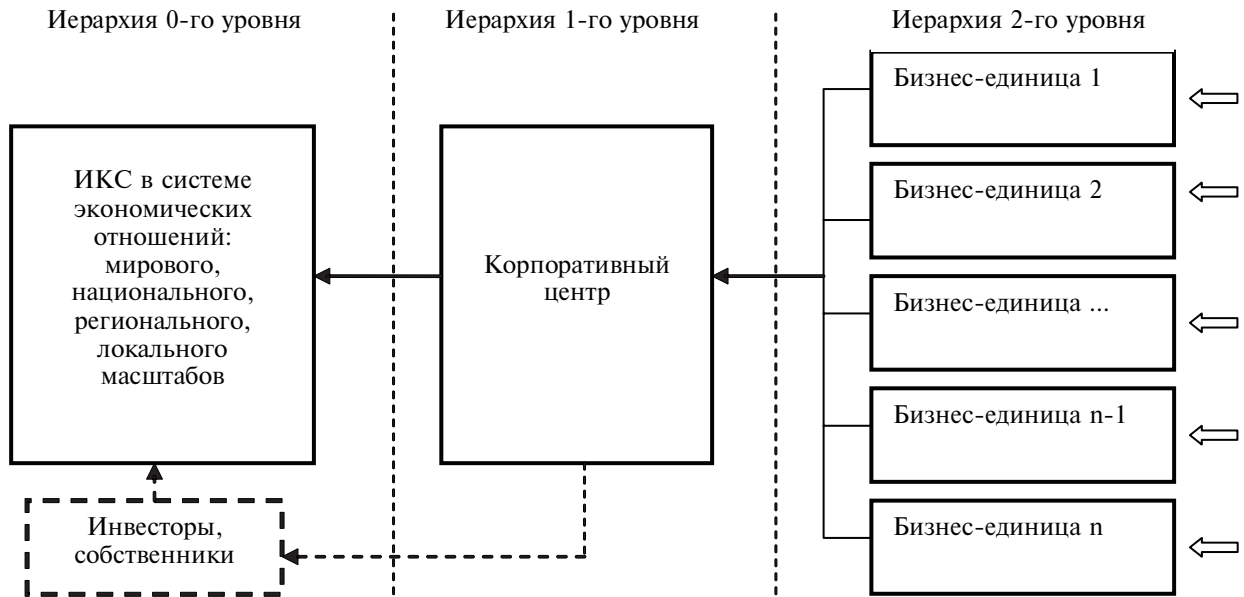 Иерархия 0-го уровня
Иерархия 1-го уровня
Иерархия 2-го уровня
ИКС в системе
экономических
отношений:
мирового,
национального,
регионального,
локального
масштабов
Инвесторы,
собственники
Корпоративный
центр
Бизнес-единица 1
Бизнес-единица 2
Бизнес-единица ...
Бизнес-единица n-1
Бизнес-единица n